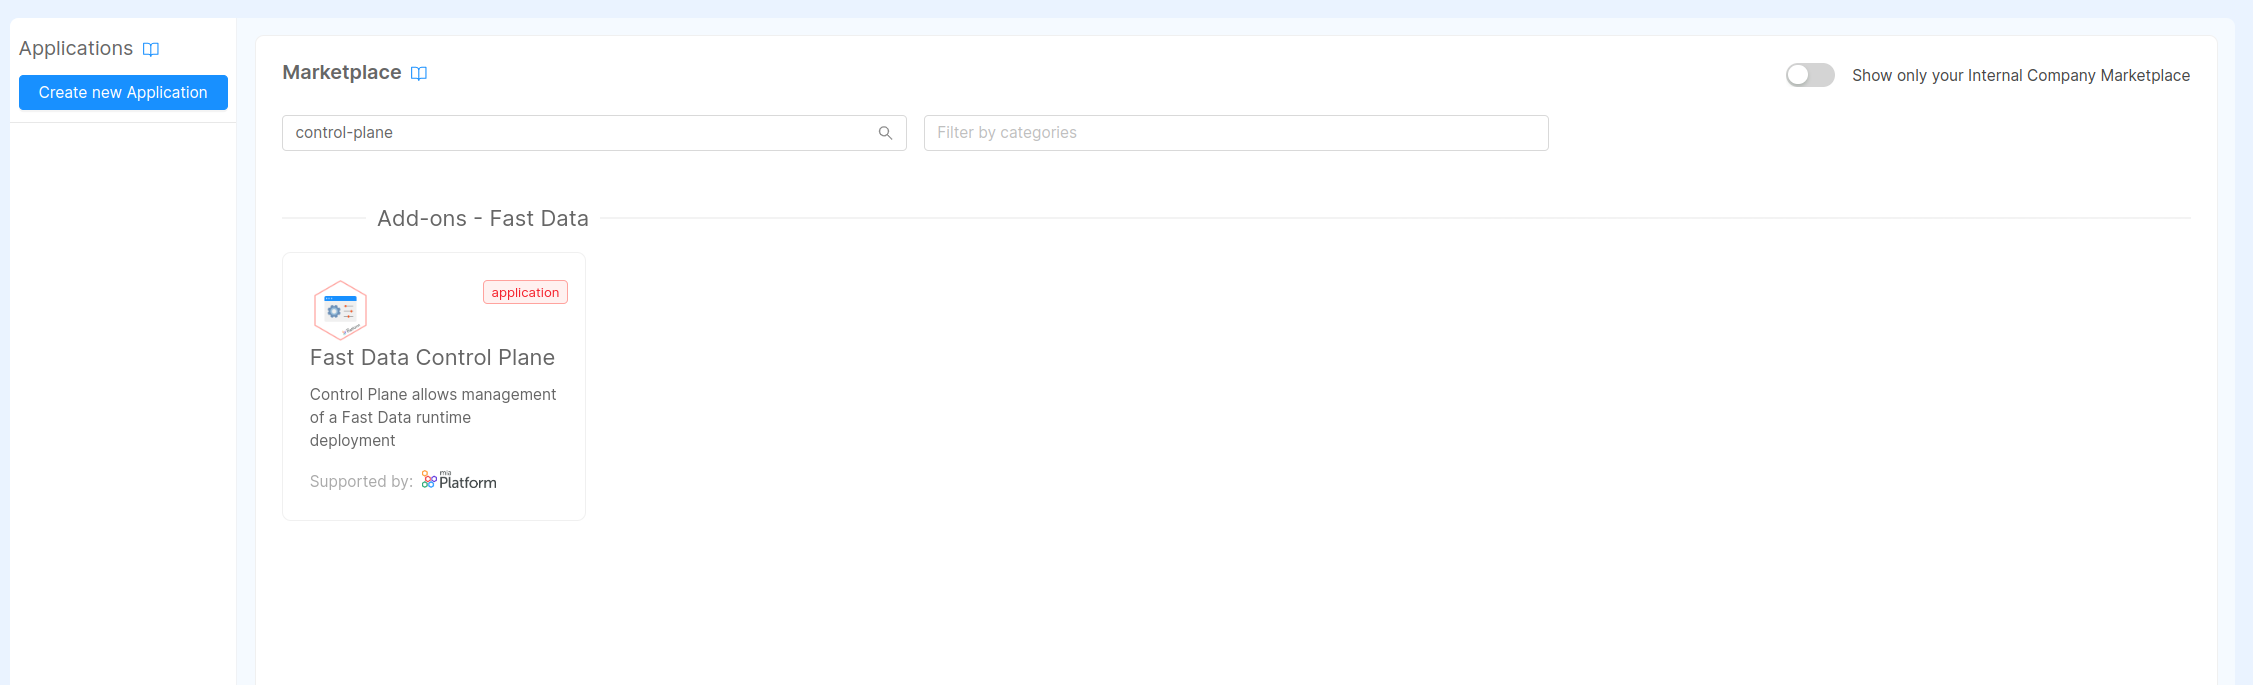 Applications
Create new Application
Marketplace
Show only your Internal Company Marketplace
control-plane
Filter by categories
Add-ons - Fast Data
application
Fast Data Control Plane
Control Plane allows management
of a Fast Data runtime
deployment
Supported by: mia Platform